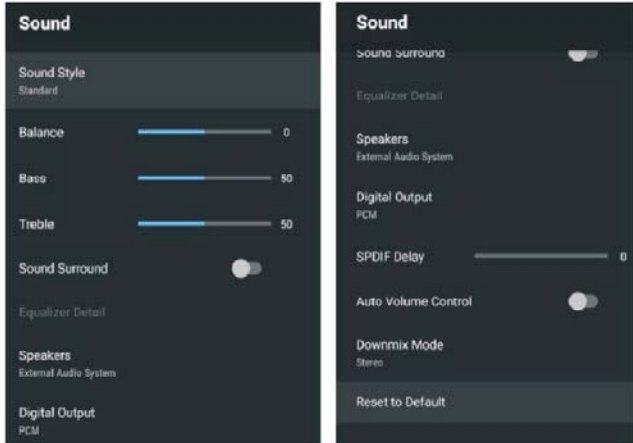 Sound
Sound Style
Standard
Balance 0
Bass 50
Treble 50
Sound Surround
Equalizer Detail
Speakers
External Audio System
Digital Output
PCM
Sound
Sound Surround
Equalizer Detail
Speakers
External Audio System
Digital Output
PCM
SPDIF Delay 0
Auto Volume Control
Downmix Mode
Stereo
Reset to Default